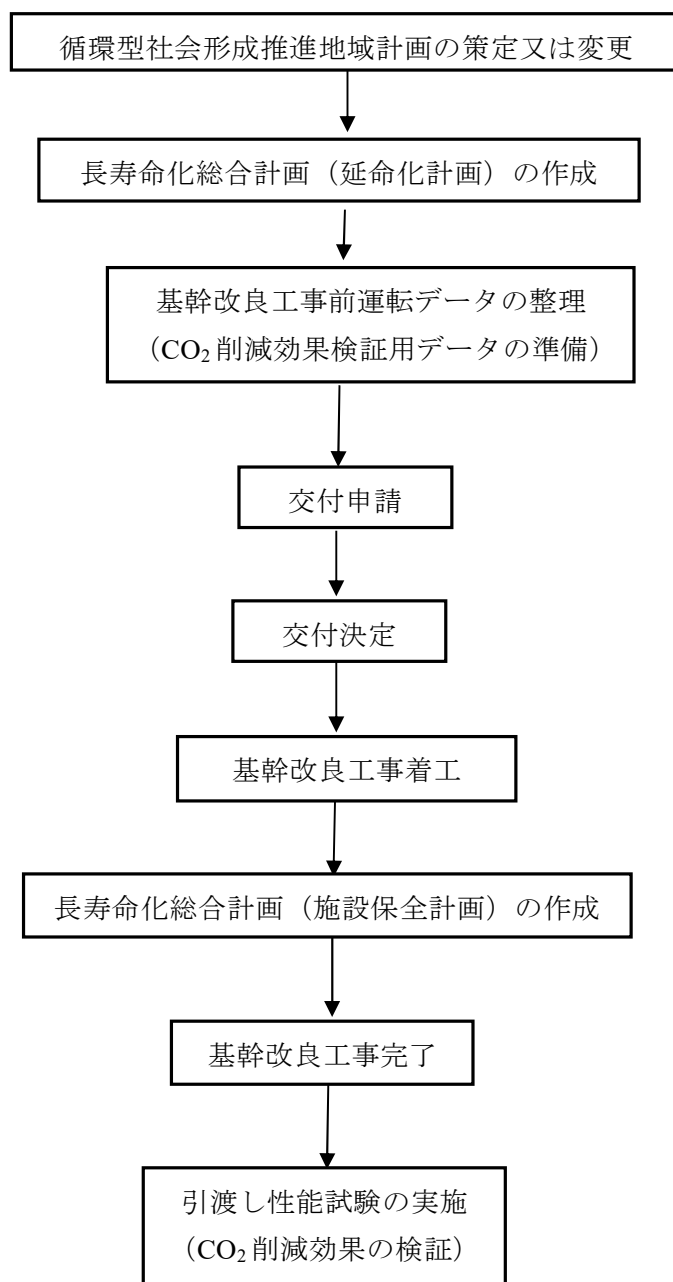 循環型社会形成推進地域計画の策定又は変更
長寿命化総合計画（延命化計画）の作成
基幹改良工事前運転データの整理
（CO₂削減効果検証用データの準備）
交付申請
交付決定
基幹改良工事着工
長寿命化総合計画（施設保全計画）の作成
基幹改良工事完了
引渡し性能試験の実施
（CO₂削減効果の検証）